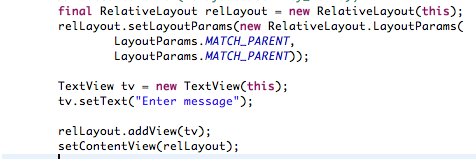 final RelativeLayout relLayout = new RelativeLayout(this);
relLayout.setLayoutParams(new RelativeLayout.LayoutParams(
LayoutParams.MATCH_PARENT,
LayoutParams.MATCH_PARENT));
TextView tv = new TextView(this);
tv.setText("Enter message");
relLayout.addView(tv);
setContentView(relLayout);